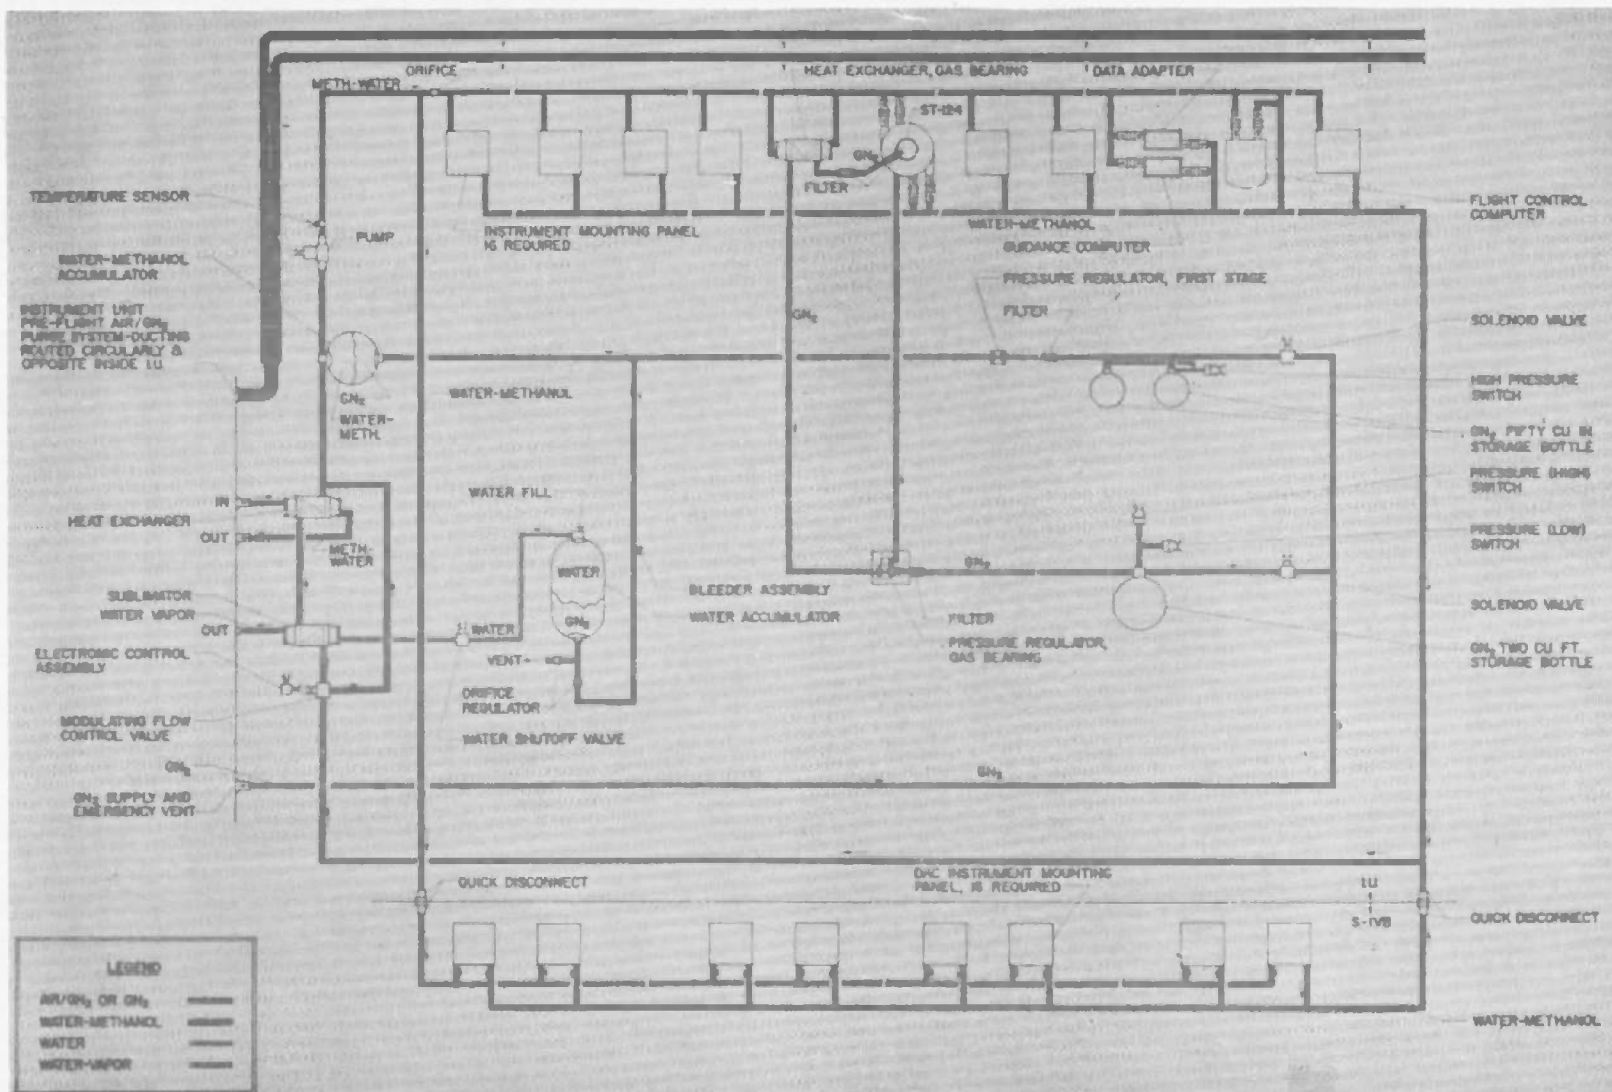 ORIFICE
METH-WATER
HEAT EXCHANGER, GAS BEARING
DATA ADAPTER
ST-124
GN₂
FILTER
TEMPERATURE SENSOR
PUMP
INSTRUMENT MOUNTING PANEL
IS REQUIRED
WATER-METHANOL
GUIDANCE COMPUTER
FLIGHT CONTROL
COMPUTER
WATER-METHANOL
ACCUMULATOR
PRESSURE REGULATOR, FIRST STAGE
FILTER
INSTRUMENT UNIT
PRE-FLIGHT AIR/GN₂
PURGE SYSTEM-DUCTING
ROUTED CIRCULARLY &
OPPOSITE INSIDE I.U.
GN₂
SOLENOID VALVE
GN₂
WATER-
METH.
WATER-METHANOL
HIGH PRESSURE
SWITCH
GN₂ FIFTY CU IN
STORAGE BOTTLE
PRESSURE (HIGH)
SWITCH
IN
HEAT EXCHANGER
OUT
METH-
WATER
WATER FILL
PRESSURE (LOW)
SWITCH
WATER
GN₂
GN₂
SUBLIMATOR
WATER VAPOR
OUT
WATER
BLEEDER ASSEMBLY
WATER ACCUMULATOR
FILTER
PRESSURE REGULATOR,
GAS BEARING
SOLENOID VALVE
GN₂ TWO CU FT
STORAGE BOTTLE
ELECTRONIC CONTROL
ASSEMBLY
VENT
ORIFICE
REGULATOR
WATER SHUTOFF VALVE
MODULATING FLOW
CONTROL VALVE
GN₂
GN₂
GN₂ SUPPLY AND
EMERGENCY VENT
QUICK DISCONNECT
DAC INSTRUMENT MOUNTING
PANEL, IS REQUIRED
I.U.
S-IVB
QUICK DISCONNECT
WATER-METHANOL
LEGEND
AIR/GN₂ OR GN₂
WATER-METHANOL
WATER
WATER-VAPOR